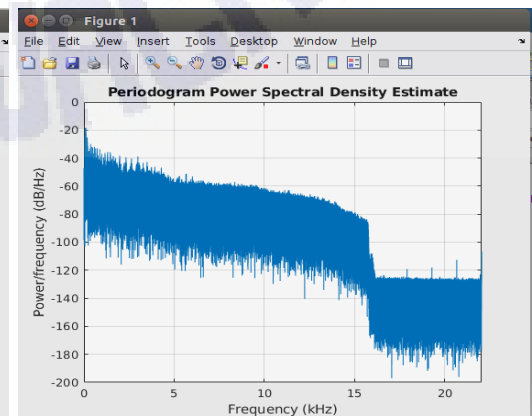 Figure 1
File Edit View Insert Tools Desktop Window Help
Periodogram Power Spectral Density Estimate
Power/frequency (dB/Hz)
0
-20
-40
-60
-80
-100
-120
-140
-160
-180
-200
0 5 10 15 20
Frequency (kHz)